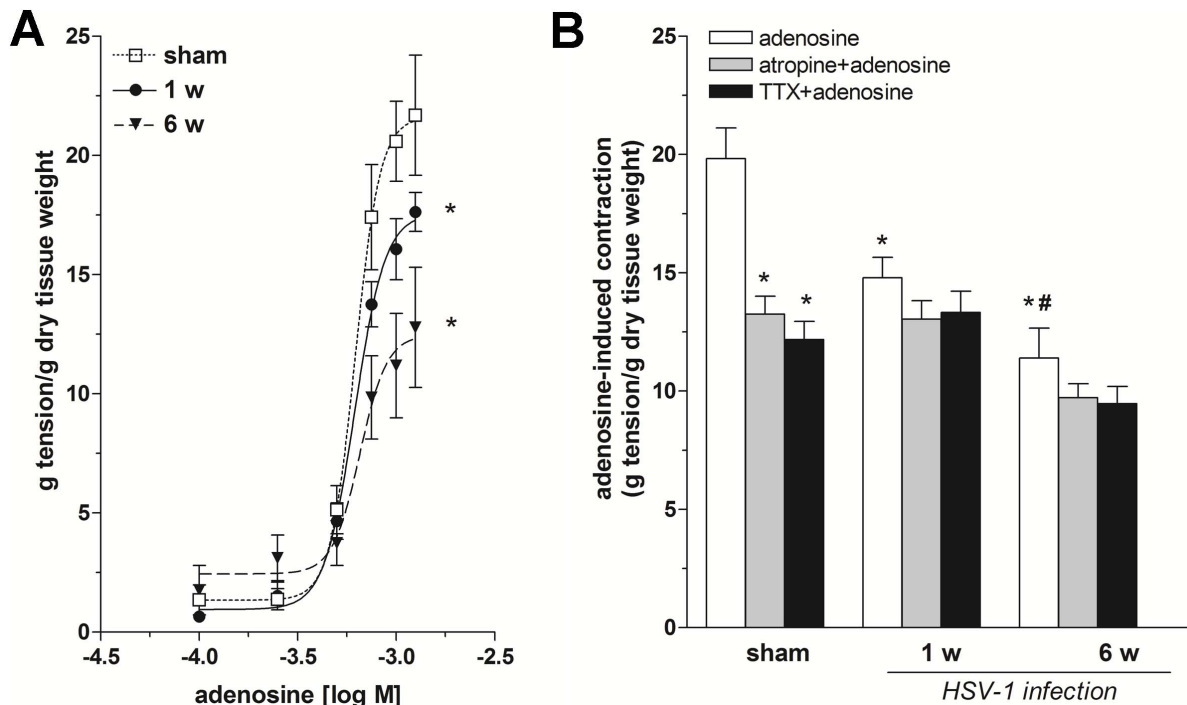 A
25
20
15
10
5
0
g tension/g dry tissue weight
sham
1 w
6 w
*
*
-4.5 -4.0 -3.5 -3.0 -2.5
adenosine [log M]
B
25
20
15
10
5
0
adenosine-induced contraction
(g tension/g dry tissue weight)
adenosine
atropine+adenosine
TTX+adenosine
* * * *#
sham 1 w 6 w
HSV-1 infection